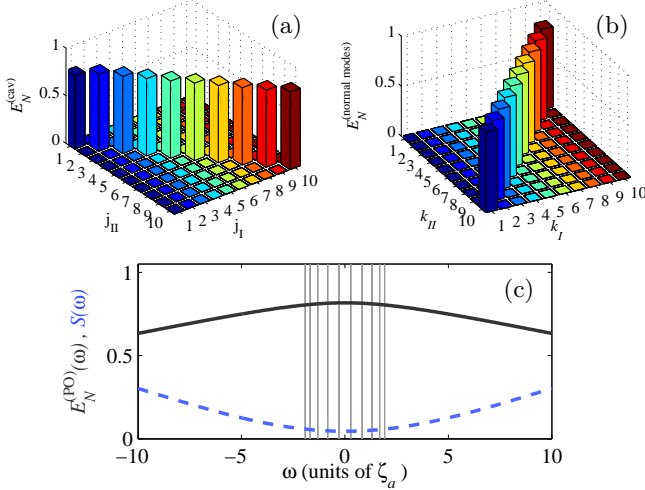 (a)
1
0.5
0
E_N^(cav)
1 2 3 4 5 6 7 8 9 10
j_II
1 2 3 4 5 6 7 8 9 10
j_I
(b)
1
0.5
0
E_N^(normal modes)
1 2 3 4 5 6 7 8 9 10
k_II
1 2 3 4 5 6 7 8 9 10
k_I
(c)
1
0.5
0
E_N^(PO)(ω), S(ω)
−10 −5 0 5 10
ω (units of ζ_a)